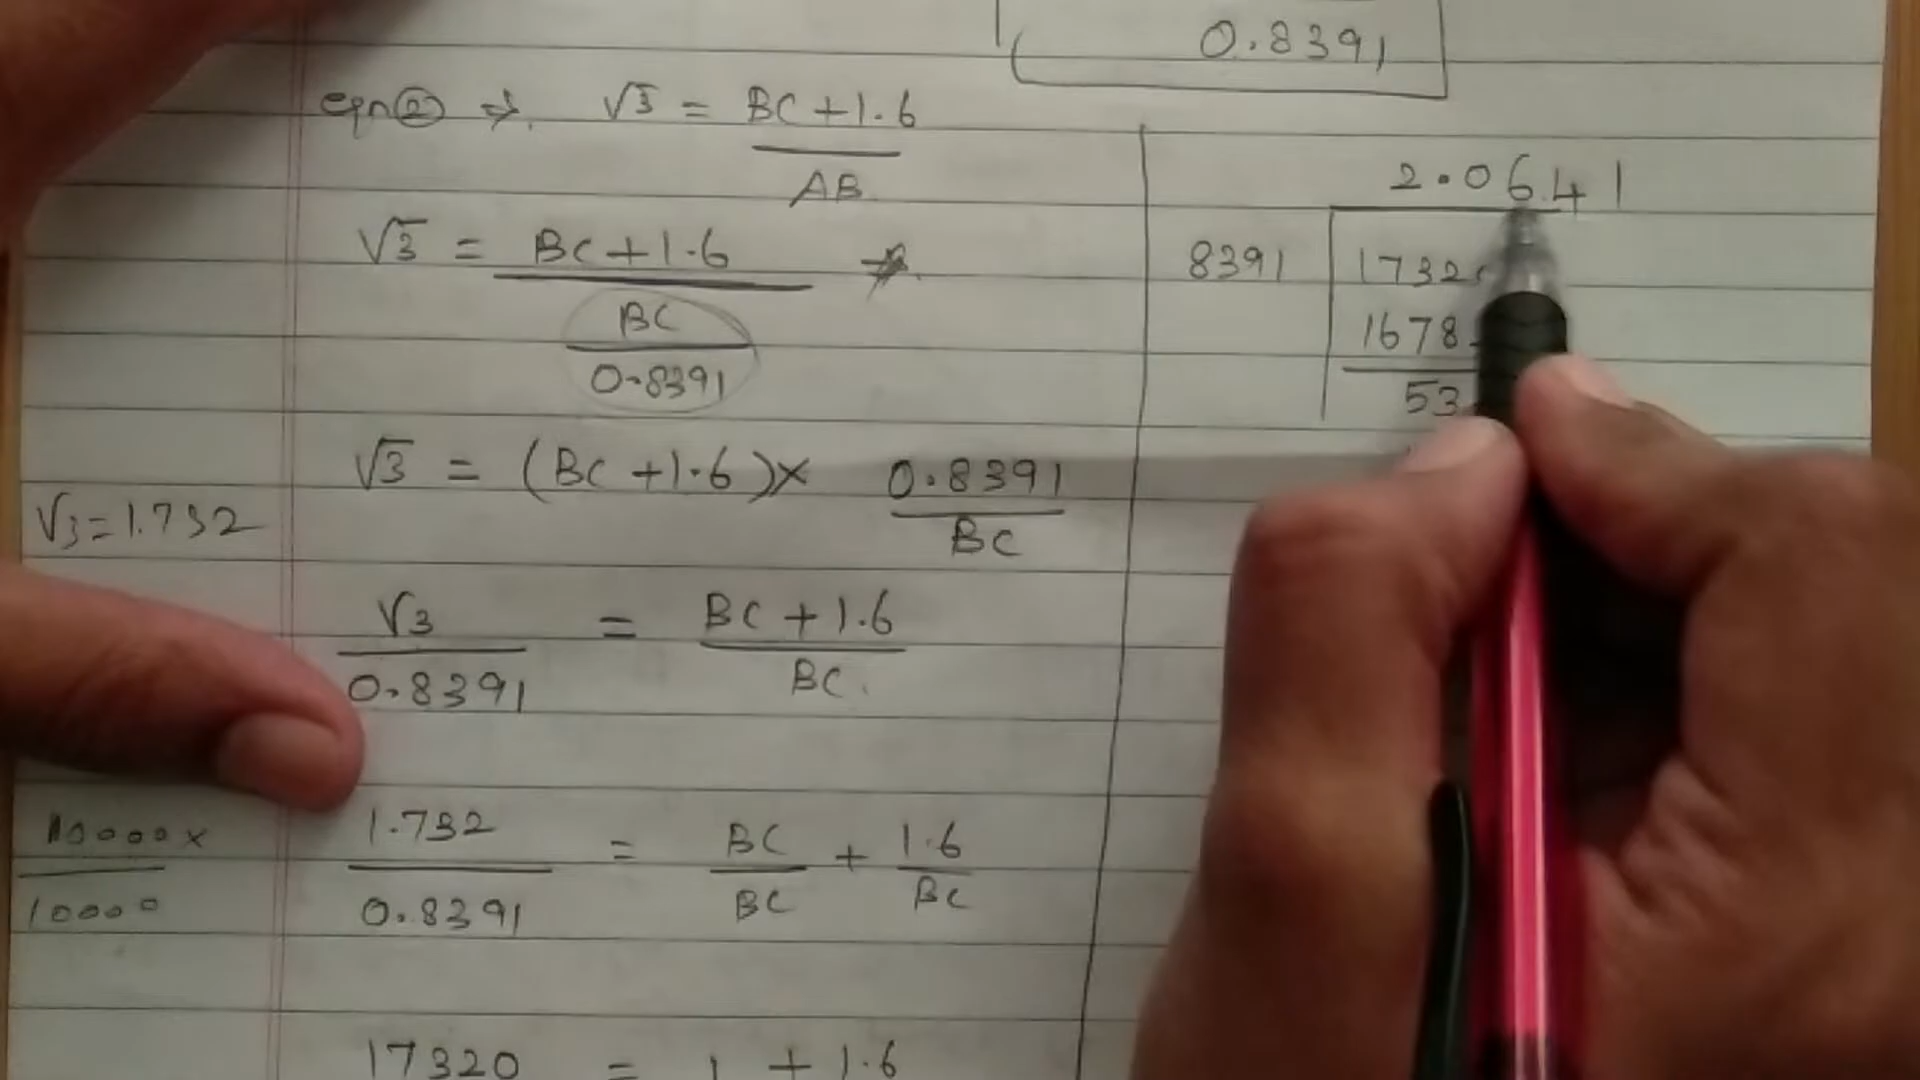 0.8391
eqn② ⇒ √3 = BC+1.6
AB
√3 = BC+1.6
BC
0.8391
√3 = (BC+1.6)× 0.8391
BC
√3=1.732
√3 = BC+1.6
0.8391 BC
10000×
10000
1.732 = BC + 1.6
0.8391 BC BC
17320 = 1 + 1.6
2.0641
8391 1732
1678
53